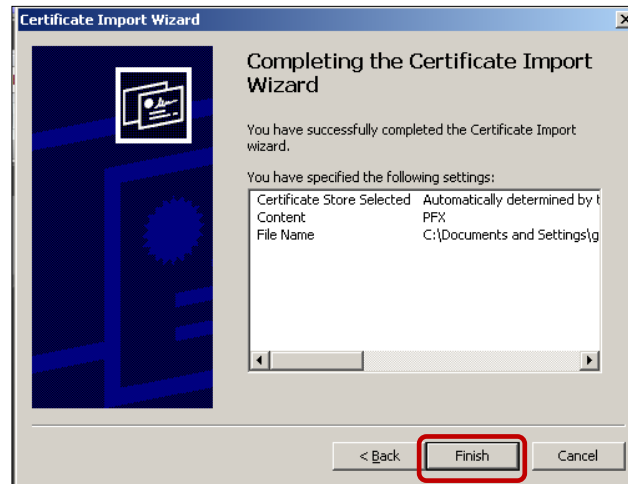 Certificate Import Wizard
Completing the Certificate Import
Wizard
You have successfully completed the Certificate Import
wizard.
You have specified the following settings:
Certificate Store Selected Automatically determined by t
Content PFX
File Name C:\Documents and Settings\g
< Back Finish Cancel